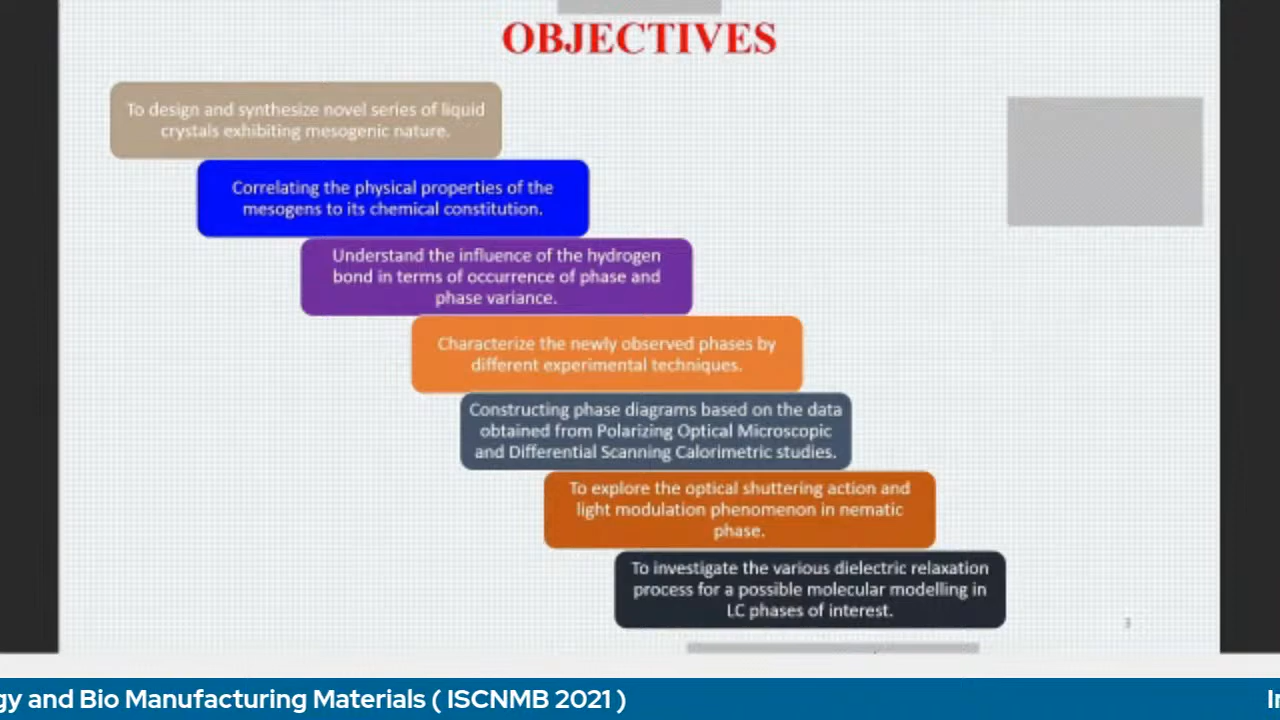 OBJECTIVES
To design and synthesize novel series of liquid
crystals exhibiting mesogenic nature.
Correlating the physical properties of the
mesogens to its chemical constitution.
Understand the influence of the hydrogen
bond in terms of occurrence of phase and
phase variance.
Characterize the newly observed phases by
different experimental techniques.
Constructing phase diagrams based on the data
obtained from Polarizing Optical Microscopic
and Differential Scanning Calorimetric studies.
To explore the optical shuttering action and
light modulation phenomenon in nematic
phase.
To investigate the various dielectric relaxation
process for a possible molecular modelling in
LC phases of interest.
3
gy and Bio Manufacturing Materials ( ISCNMB 2021 )